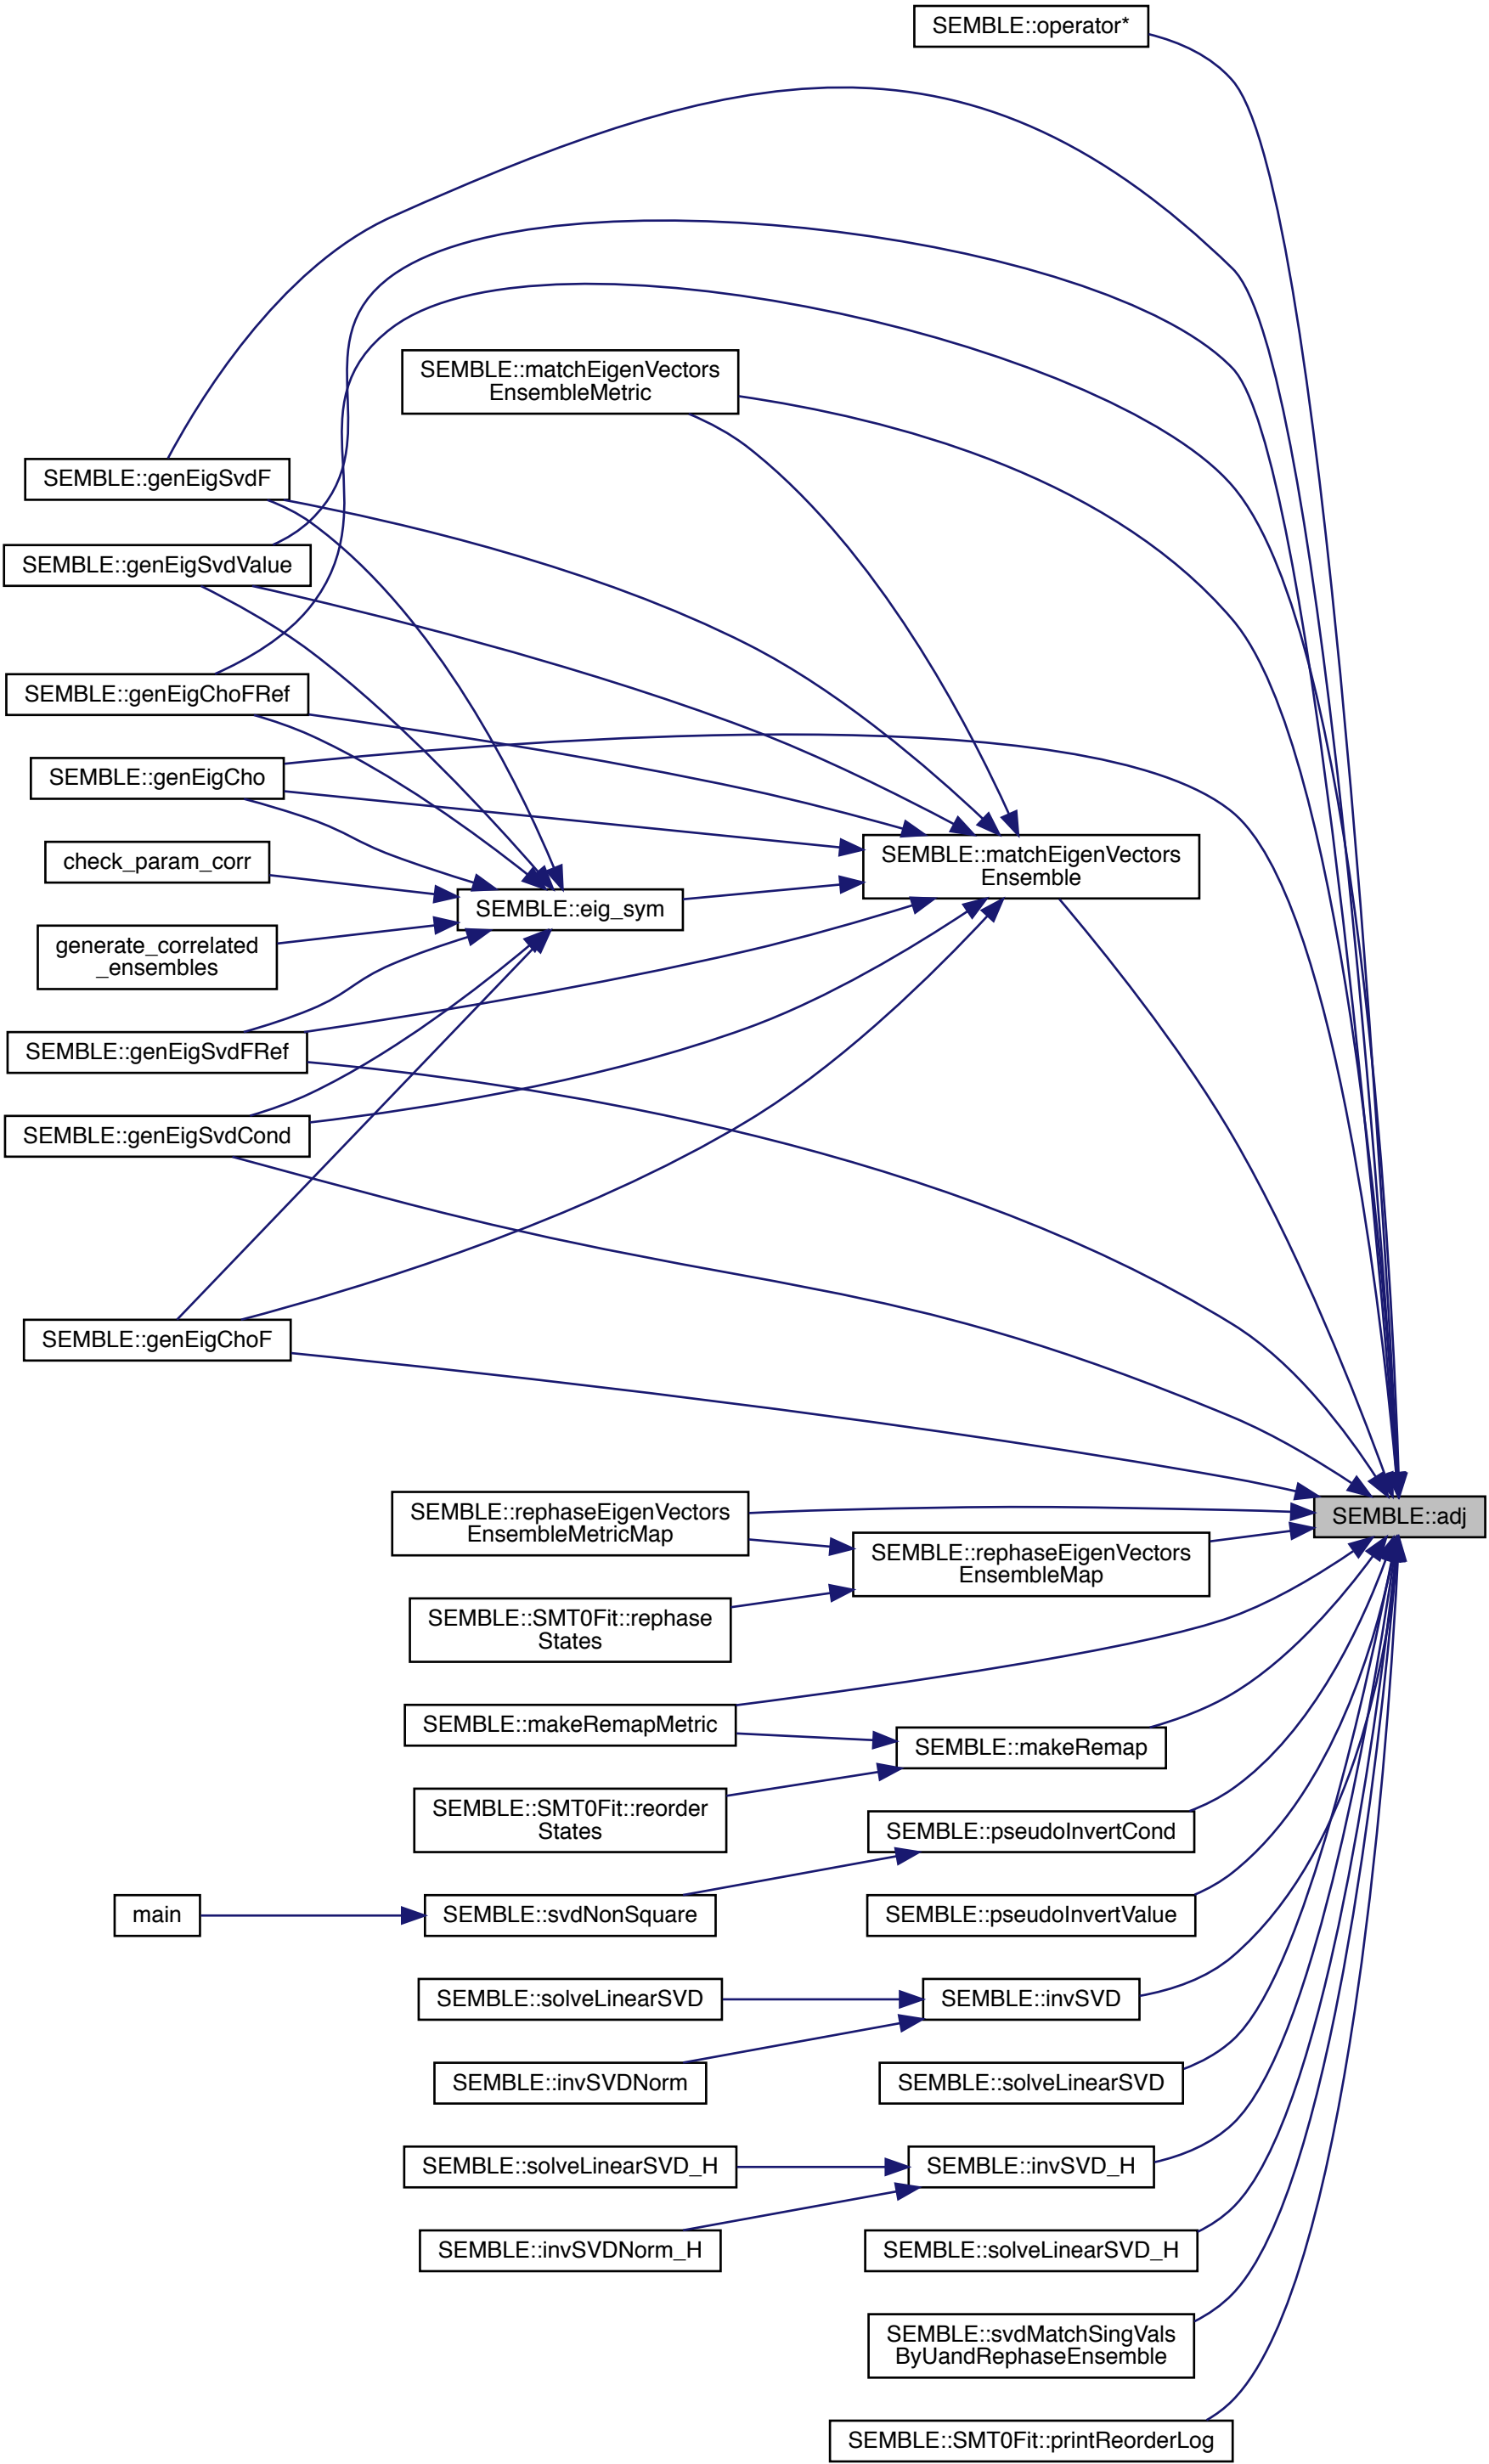 SEMBLE::operator*
SEMBLE::matchEigenVectors
EnsembleMetric
SEMBLE::genEigSvdF
SEMBLE::genEigSvdValue
SEMBLE::genEigChoFRef
SEMBLE::genEigCho
check_param_corr
SEMBLE::matchEigenVectors
Ensemble
SEMBLE::eig_sym
generate_correlated
_ensembles
SEMBLE::genEigSvdFRef
SEMBLE::genEigSvdCond
SEMBLE::genEigChoF
SEMBLE::adj
SEMBLE::rephaseEigenVectors
EnsembleMetricMap
SEMBLE::rephaseEigenVectors
EnsembleMap
SEMBLE::SMT0Fit::rephase
States
SEMBLE::makeRemapMetric
SEMBLE::makeRemap
SEMBLE::SMT0Fit::reorder
States
SEMBLE::pseudoInvertCond
main
SEMBLE::svdNonSquare
SEMBLE::pseudoInvertValue
SEMBLE::solveLinearSVD
SEMBLE::invSVD
SEMBLE::invSVDNorm
SEMBLE::solveLinearSVD
SEMBLE::solveLinearSVD_H
SEMBLE::invSVD_H
SEMBLE::invSVDNorm_H
SEMBLE::solveLinearSVD_H
SEMBLE::svdMatchSingVals
ByUandRephaseEnsemble
SEMBLE::SMT0Fit::printReorderLog